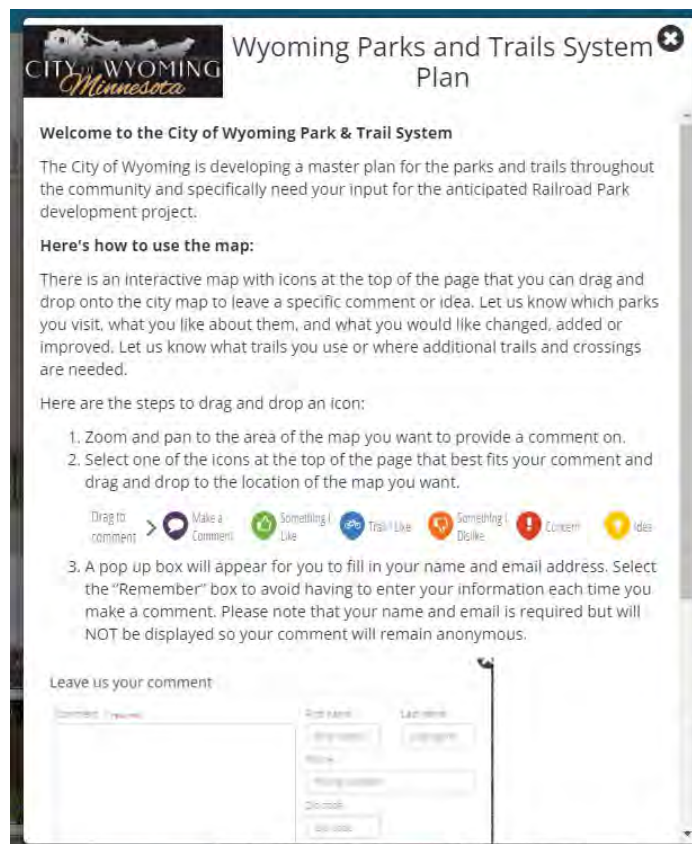 CITY OF WYOMING
Minnesota
Wyoming Parks and Trails System
Plan
Welcome to the City of Wyoming Park & Trail System
The City of Wyoming is developing a master plan for the parks and trails throughout
the community and specifically need your input for the anticipated Railroad Park
development project.
Here's how to use the map:
There is an interactive map with icons at the top of the page that you can drag and
drop onto the city map to leave a specific comment or idea. Let us know which parks
you visit, what you like about them, and what you would like changed, added or
improved. Let us know what trails you use or where additional trails and crossings
are needed.
Here are the steps to drag and drop an icon:
1. Zoom and pan to the area of the map you want to provide a comment on.
2. Select one of the icons at the top of the page that best fits your comment and
drag and drop to the location of the map you want.
Drag to
comment
Make a
Comment
Something I
Like
Trail I Like
Something I
Dislike
Concern
Idea
3. A pop up box will appear for you to fill in your name and email address. Select
the "Remember" box to avoid having to enter your information each time you
make a comment. Please note that your name and email is required but will
NOT be displayed so your comment will remain anonymous.
Leave us your comment
First name
Last name